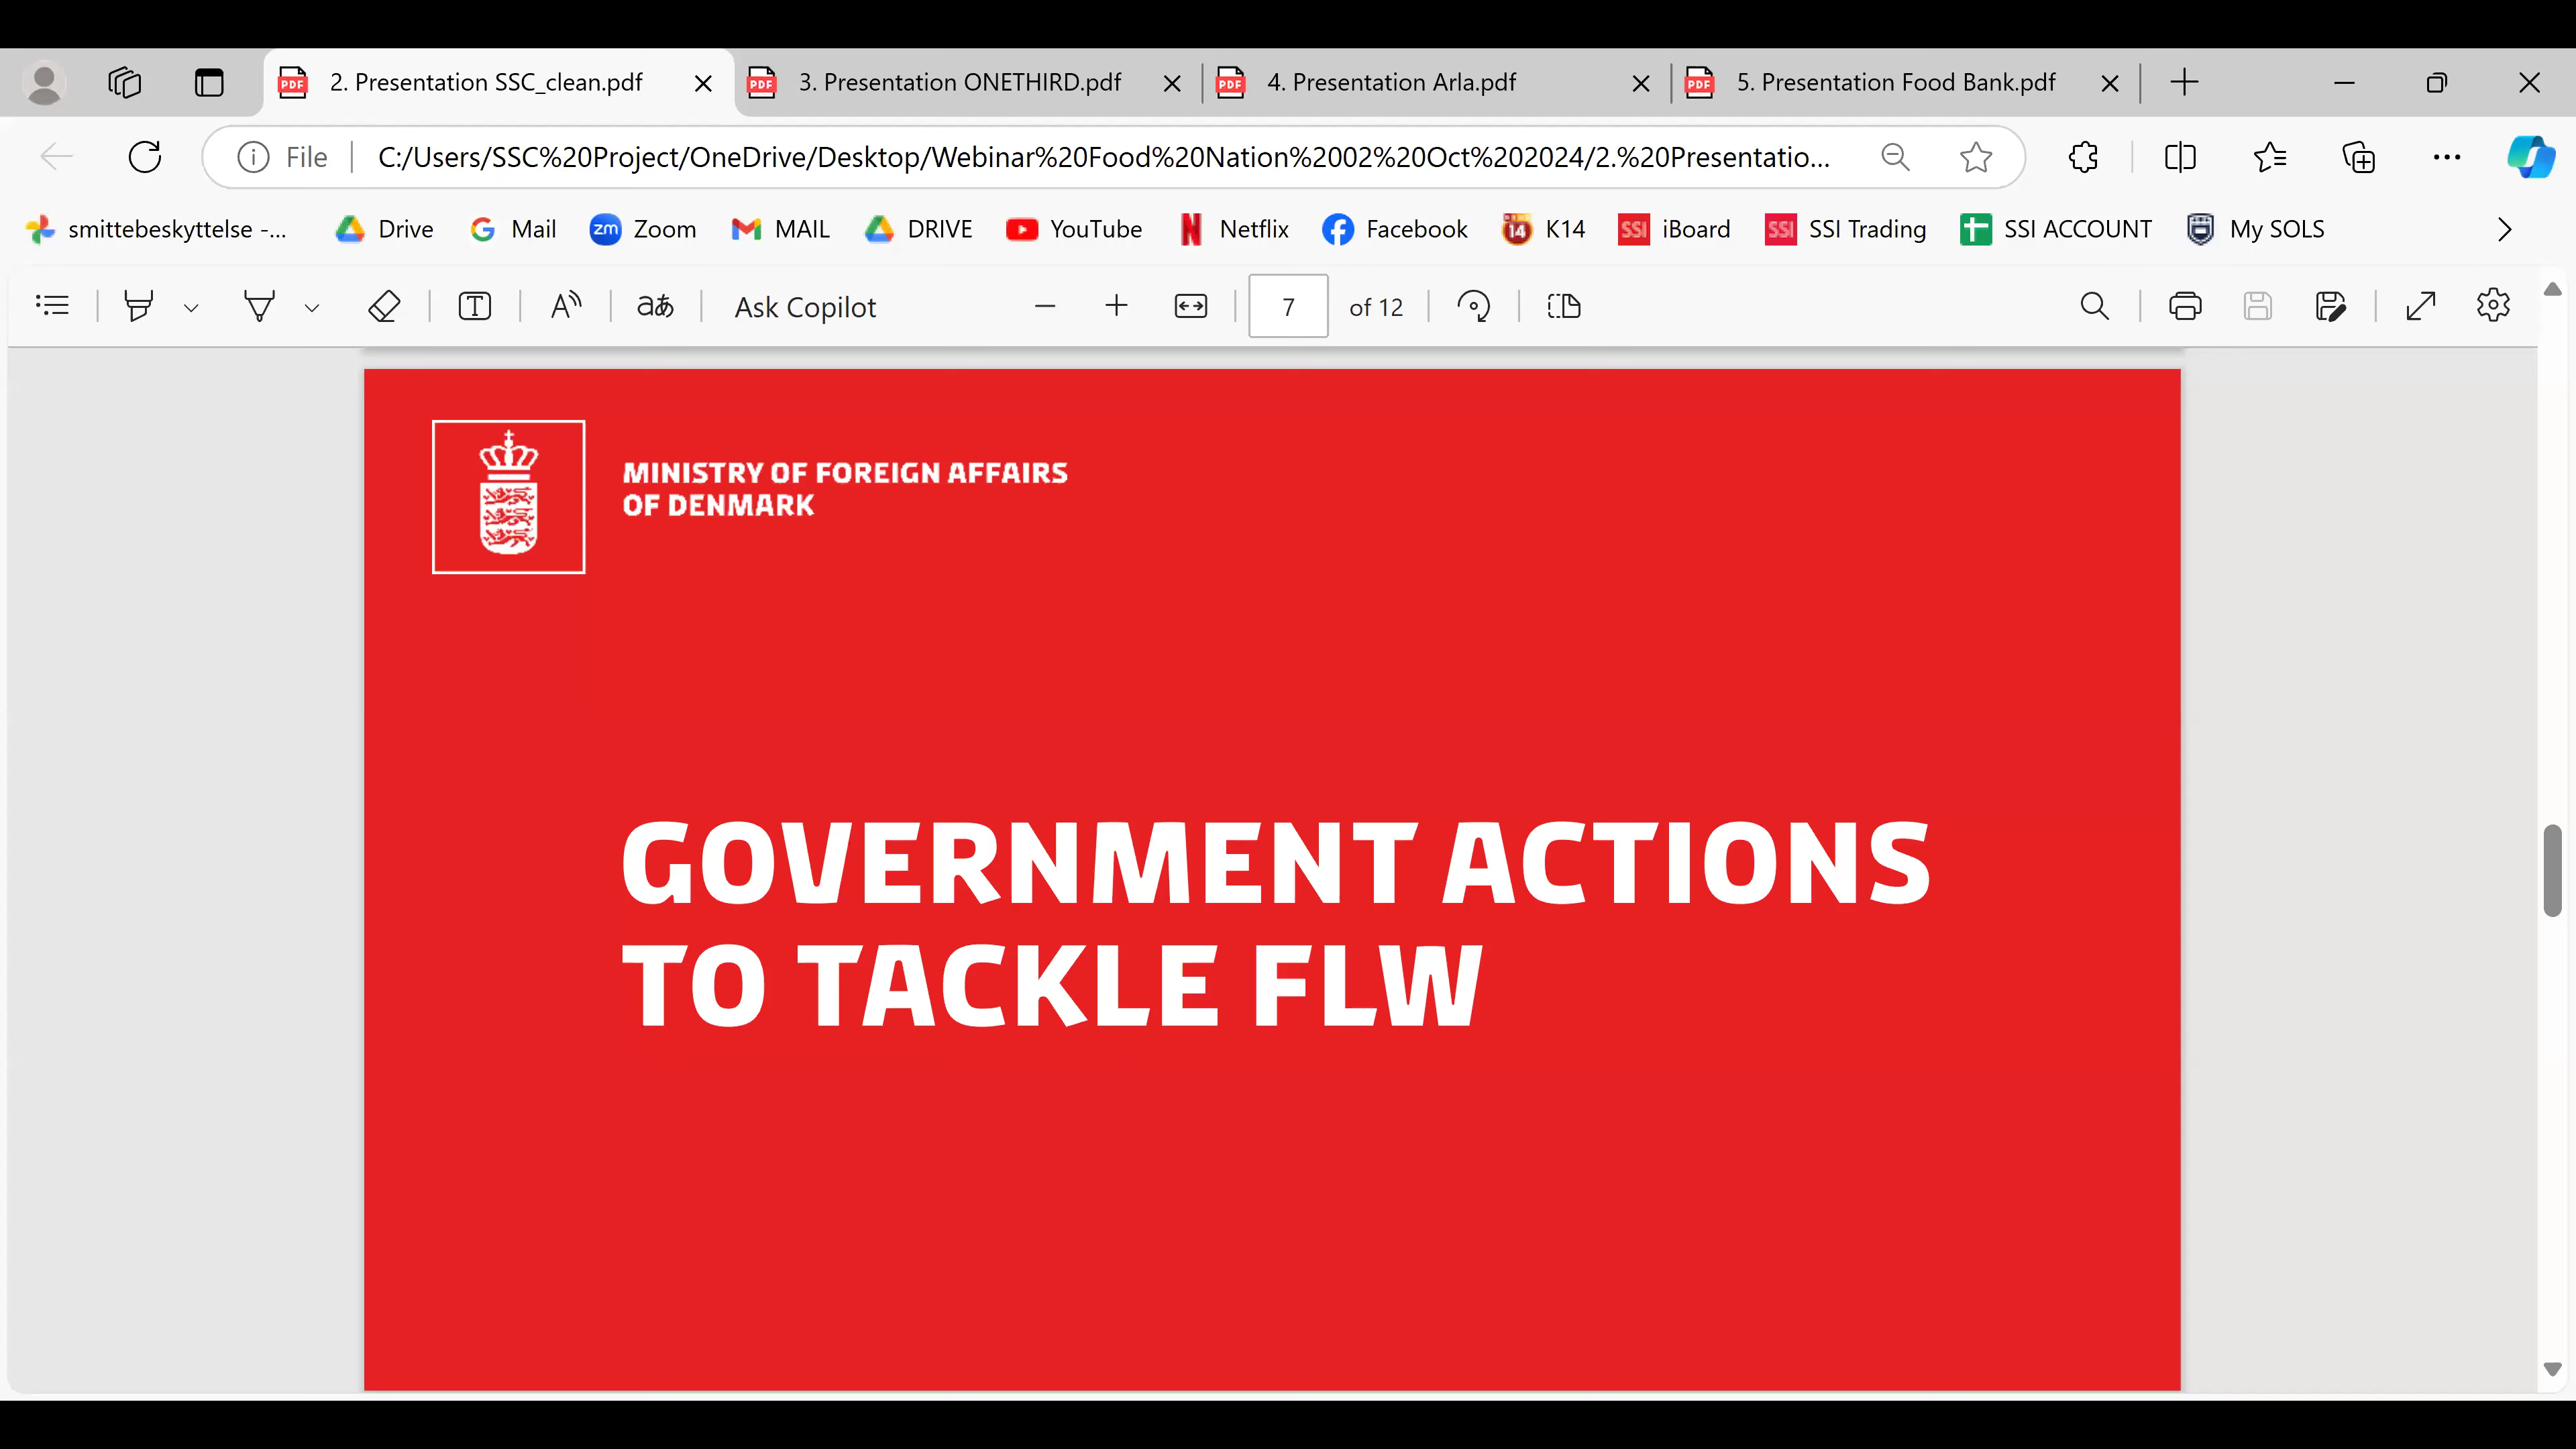 2. Presentation SSC_clean.pdf
3. Presentation ONETHIRD.pdf
4. Presentation Arla.pdf
5. Presentation Food Bank.pdf
File
C:/Users/SSC%20Project/OneDrive/Desktop/Webinar%20Food%20Nation%2002%20Oct%202024/2.%20Presentatio...
smittebeskyttelse -...
Drive
Mail
Zoom
MAIL
DRIVE
YouTube
Netflix
Facebook
K14
iBoard
SSI Trading
SSI ACCOUNT
My SOLS
Ask Copilot
7 of 12
MINISTRY OF FOREIGN AFFAIRS
OF DENMARK
GOVERNMENT ACTIONS
TO TACKLE FLW